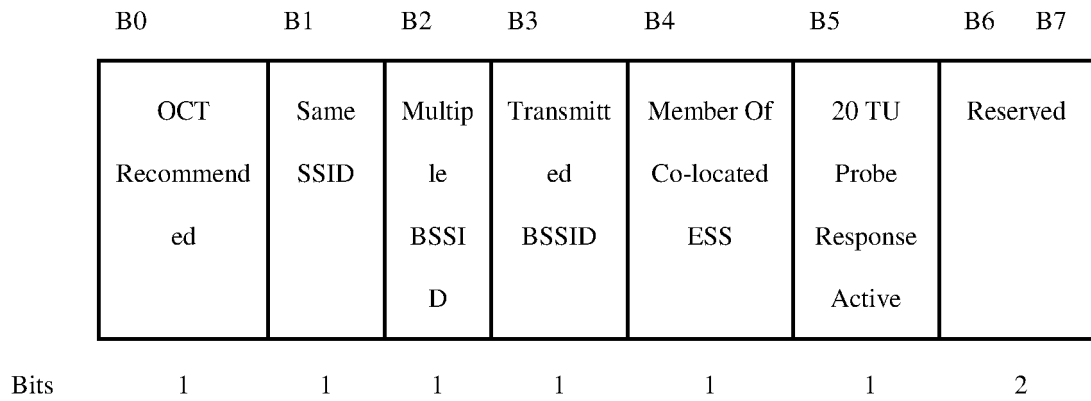 B0 B1 B2 B3 B4 B5 B6 B7
OCT Same Multip Transmitt Member Of 20 TU Reserved
Recommend SSID le ed Co-located Probe
ed BSSI BSSID ESS Response
D Active
Bits 1 1 1 1 1 1 2